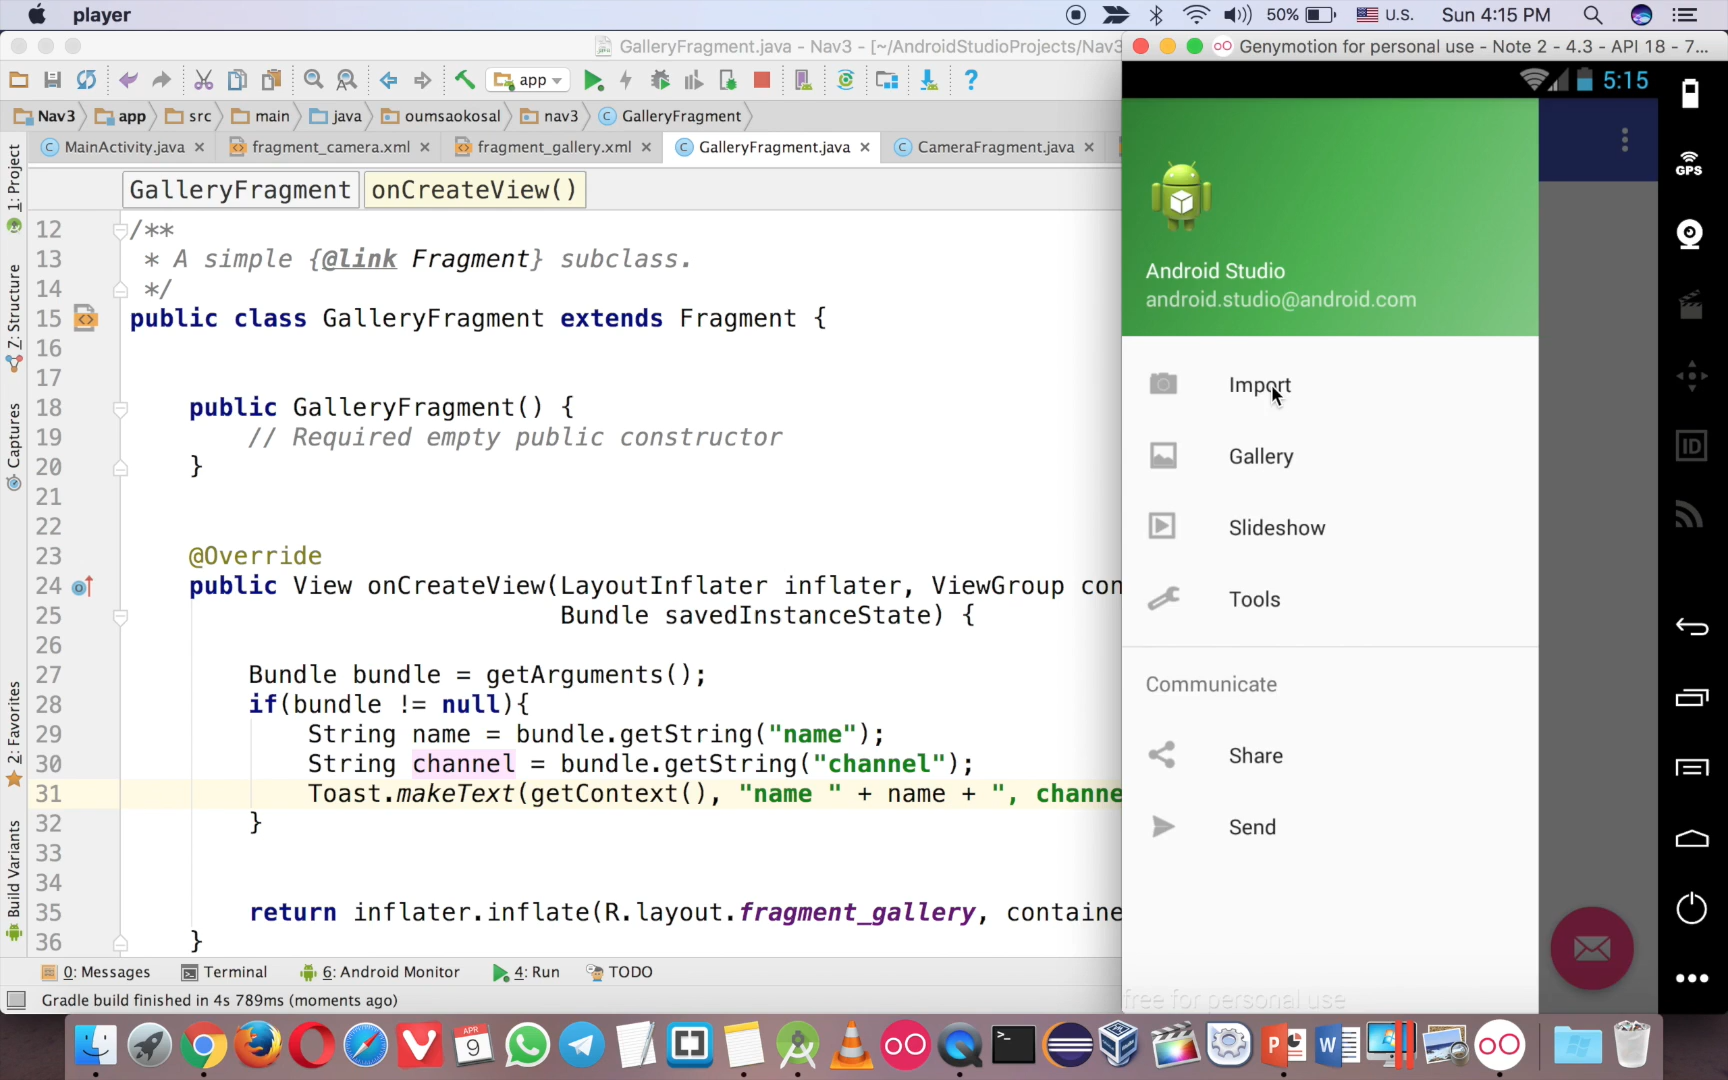 player
50%
U.S.
Sun 4:15 PM
GalleryFragment.java - Nav3 - [~/AndroidStudioProjects/Nav3
Genymotion for personal use - Note 2 - 4.3 - API 18 - 7...
app
Nav3
app
src
main
java
oumsaokosal
nav3
GalleryFragment
MainActivity.java
fragment_camera.xml
fragment_gallery.xml
GalleryFragment.java
CameraFragment.java
GalleryFragment
onCreateView()
1: Project
Z: Structure
Captures
2: Favorites
Build Variants
12 /**
13 * A simple {@link Fragment} subclass.
14 */
15 public class GalleryFragment extends Fragment {
16
17
18 public GalleryFragment() {
19 // Required empty public constructor
20 }
21
22
23 @Override
24 public View onCreateView(LayoutInflater inflater, ViewGroup con
25 Bundle savedInstanceState) {
26
27 Bundle bundle = getArguments();
28 if(bundle != null){
29 String name = bundle.getString("name");
30 String channel = bundle.getString("channel");
31 Toast.makeText(getContext(), "name " + name + ", channe
32 }
33
34
35 return inflater.inflate(R.layout.fragment_gallery, containe
36 }
0: Messages
Terminal
6: Android Monitor
4: Run
TODO
Gradle build finished in 4s 789ms (moments ago)
5:15
Android Studio
android.studio@android.com
Import
Gallery
Slideshow
Tools
Communicate
Share
Send
free for personal use
GPS
ID
APR
9